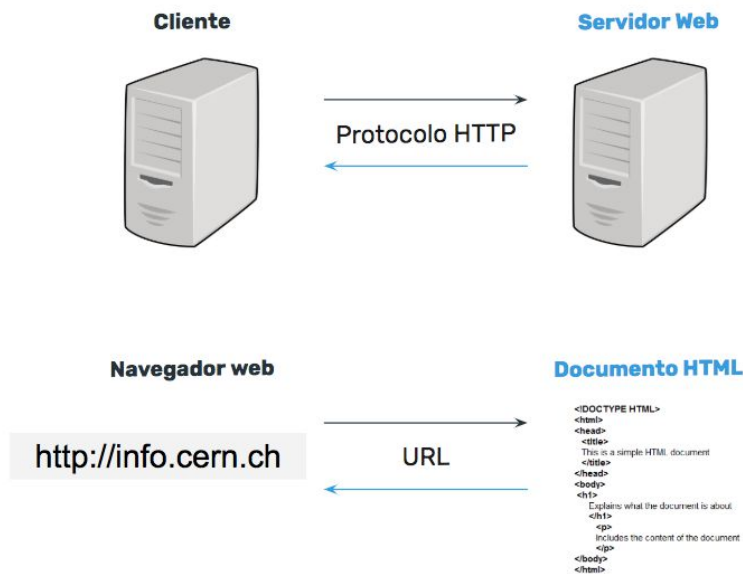 Cliente
Servidor Web
Protocolo HTTP
Navegador web
Documento HTML
http://info.cern.ch
URL
<!DOCTYPE HTML>
<html>
<head>
<title>
This is a simple HTML document
</title>
</head>
<body>
<h1>
Explains what the document is about
</h1>
<p>
Includes the content of the document
</p>
</body>
</html>